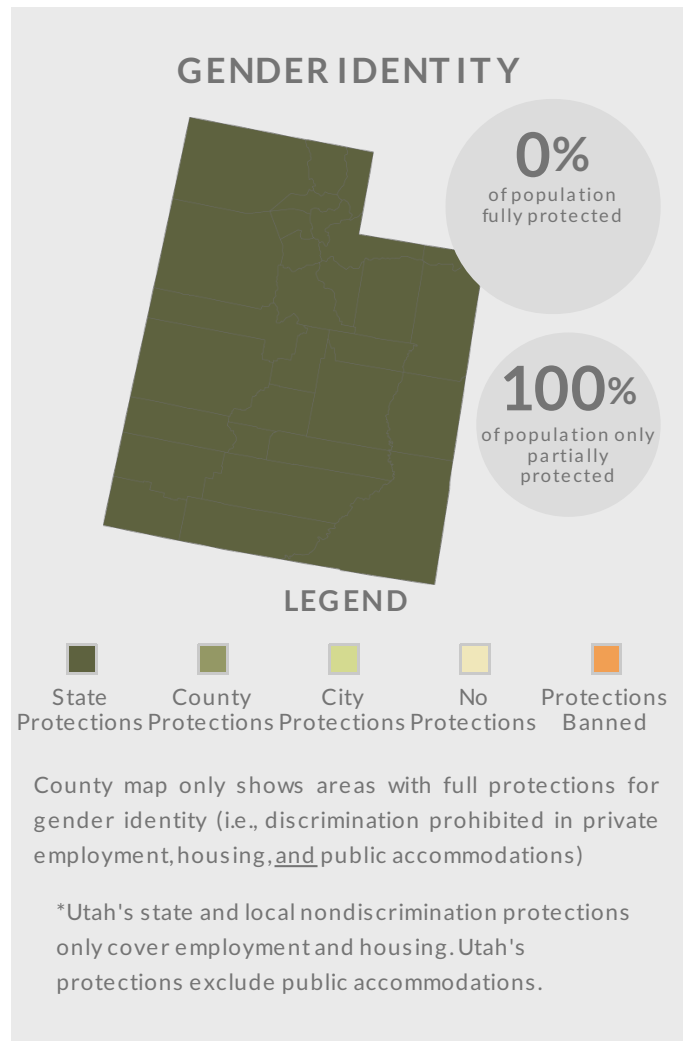 GENDER IDENTITY
0%
of population
fully protected
100%
of population only
partially
protected
LEGEND
State
Protections
County
Protections
City
Protections
No
Protections
Protections
Banned
County map only shows areas with full protections for
gender identity (i.e., discrimination prohibited in private
employment, housing, and public accommodations)
*Utah's state and local nondiscrimination protections
only cover employment and housing. Utah's
protections exclude public accommodations.